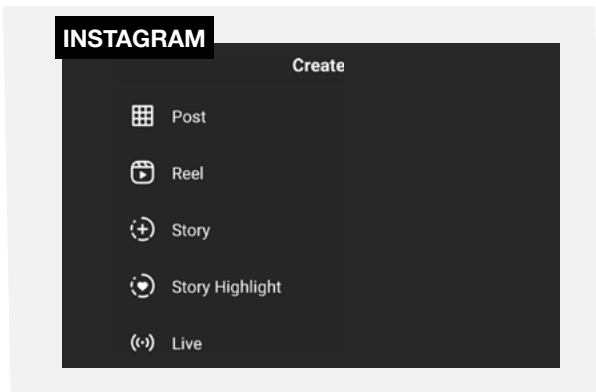 INSTAGRAM
Create
Post
Reel
Story
Story Highlight
Live